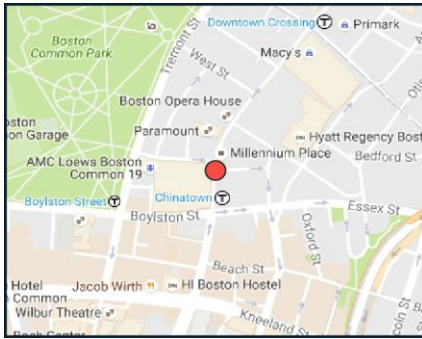 Downtown Crossing
Primark
Boston
Common Park
Tremont St
West St
Macy's
Boston Opera House
Paramount
Hyatt Regency Bost
Millennium Place
Bedford St
oston
on Garage
AMC Loews Boston
Common 19
Chinatown
Boylston Street
Boylston St
Essex St
Oxford St
Beach St
e Hotel
n Common
Jacob Wirth
HI Boston Hostel
Wilbur Theatre
Kneeland St